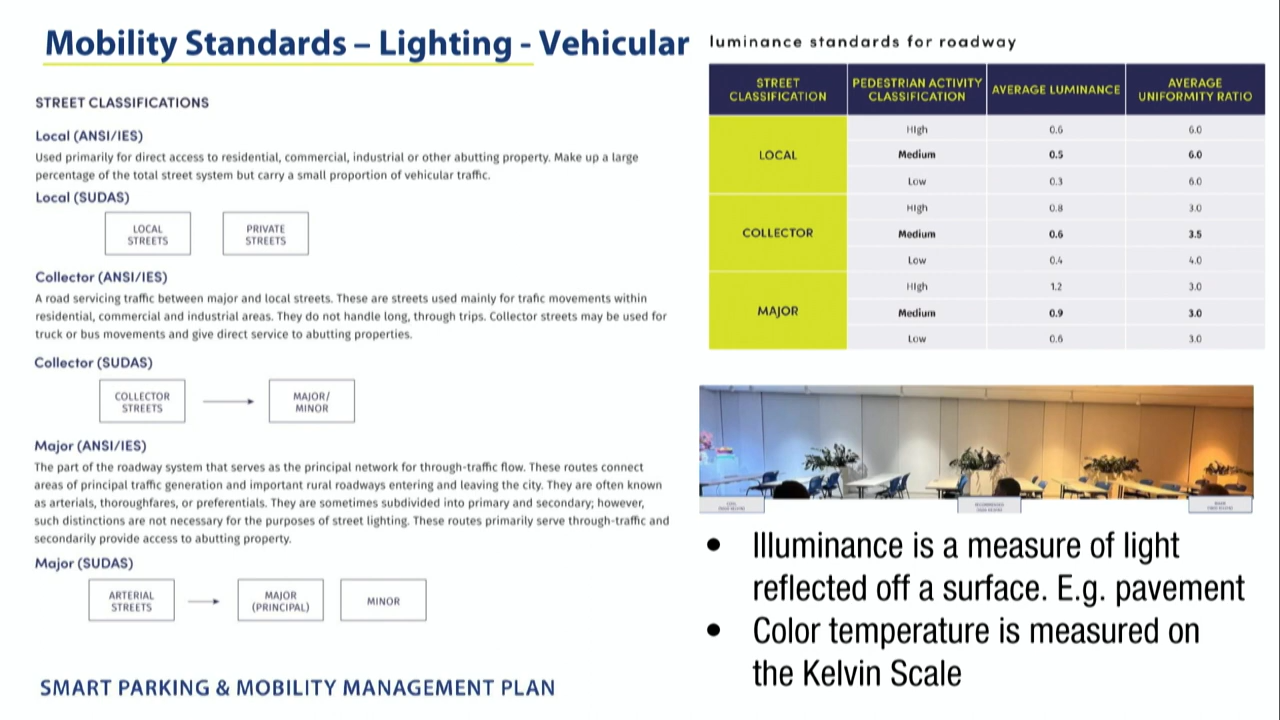 Mobility Standards – Lighting - Vehicular
STREET CLASSIFICATIONS
Local (ANSI/IES)
Used primarily for direct access to residential, commercial, industrial or other abutting property. Make up a large
percentage of the total street system but carry a small proportion of vehicular traffic.
Local (SUDAS)
LOCAL
STREETS
PRIVATE
STREETS
Collector (ANSI/IES)
A road servicing traffic between major and local streets. These are streets used mainly for trafic movements within
residential, commercial and industrial areas. They do not handle long, through trips. Collector streets may be used for
truck or bus movements and give direct service to abutting properties.
Collector (SUDAS)
COLLECTOR
STREETS
MAJOR/
MINOR
Major (ANSI/IES)
The part of the roadway system that serves as the principal network for through-traffic flow. These routes connect
areas of principal traffic generation and important rural roadways entering and leaving the city. They are often known
as arterials, thoroughfares, or preferentials. They are sometimes subdivided into primary and secondary; however,
such distinctions are not necessary for the purposes of street lighting. These routes primarily serve through-traffic and
secondarily provide access to abutting property.
Major (SUDAS)
ARTERIAL
STREETS
MAJOR
(PRINCIPAL)
MINOR
SMART PARKING & MOBILITY MANAGEMENT PLAN
luminance standards for roadway
STREET CLASSIFICATION PEDESTRIAN ACTIVITY CLASSIFICATION AVERAGE LUMINANCE AVERAGE UNIFORMITY RATIO
LOCAL
High 0.6 6.0
Medium 0.5 6.0
Low 0.3 6.0
COLLECTOR
High 0.8 3.0
Medium 0.6 3.5
Low 0.4 4.0
MAJOR
High 1.2 3.0
Medium 0.9 3.0
Low 0.6 3.0
• Illuminance is a measure of light
reflected off a surface. E.g. pavement
• Color temperature is measured on
the Kelvin Scale